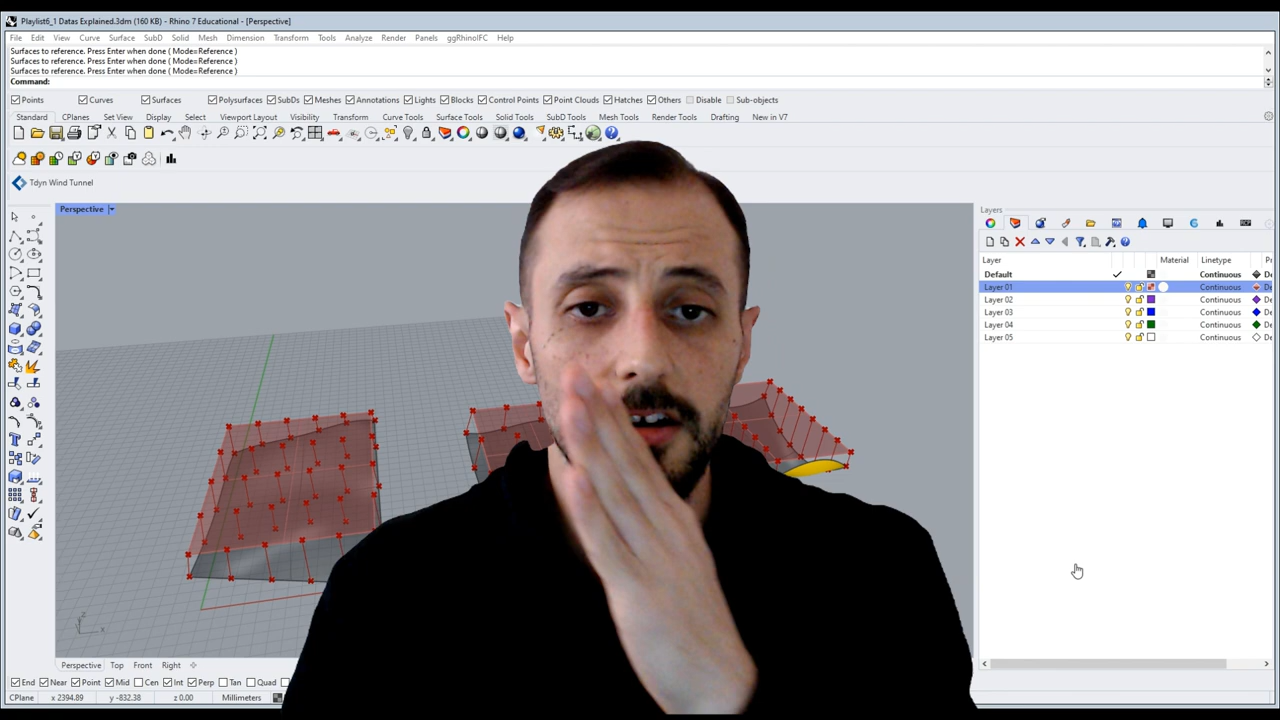 Playlist6_1 Datas Explained.3dm (160 KB) - Rhino 7 Educational - [Perspective]
File Edit View Curve Surface SubD Solid Mesh Dimension Transform Tools Analyze Render Panels ggRhinoIFC Help
Surfaces to reference. Press Enter when done ( Mode=Reference )
Surfaces to reference. Press Enter when done ( Mode=Reference )
Surfaces to reference. Press Enter when done ( Mode=Reference )
Command:
Points Curves Surfaces Polysurfaces SubDs Meshes Annotations Lights Blocks Control Points Point Clouds Hatches Others Disable Sub-objects
Standard CPlanes Set View Display Select Viewport Layout Visibility Transform Curve Tools Surface Tools Solid Tools SubD Tools Mesh Tools Render Tools Drafting New in V7
Tdyn Wind Tunnel
Perspective
Layers
Layer Material Linetype P
Default Continuous De
Layer 01 Continuous De
Layer 02 Continuous De
Layer 03 Continuous De
Layer 04 Continuous De
Layer 05 Continuous De
z
x
Perspective Top Front Right
End Near Point Mid Cen Int Perp Tan Quad
CPlane x 2394.89 y -832.38 z 0.00 Millimeters